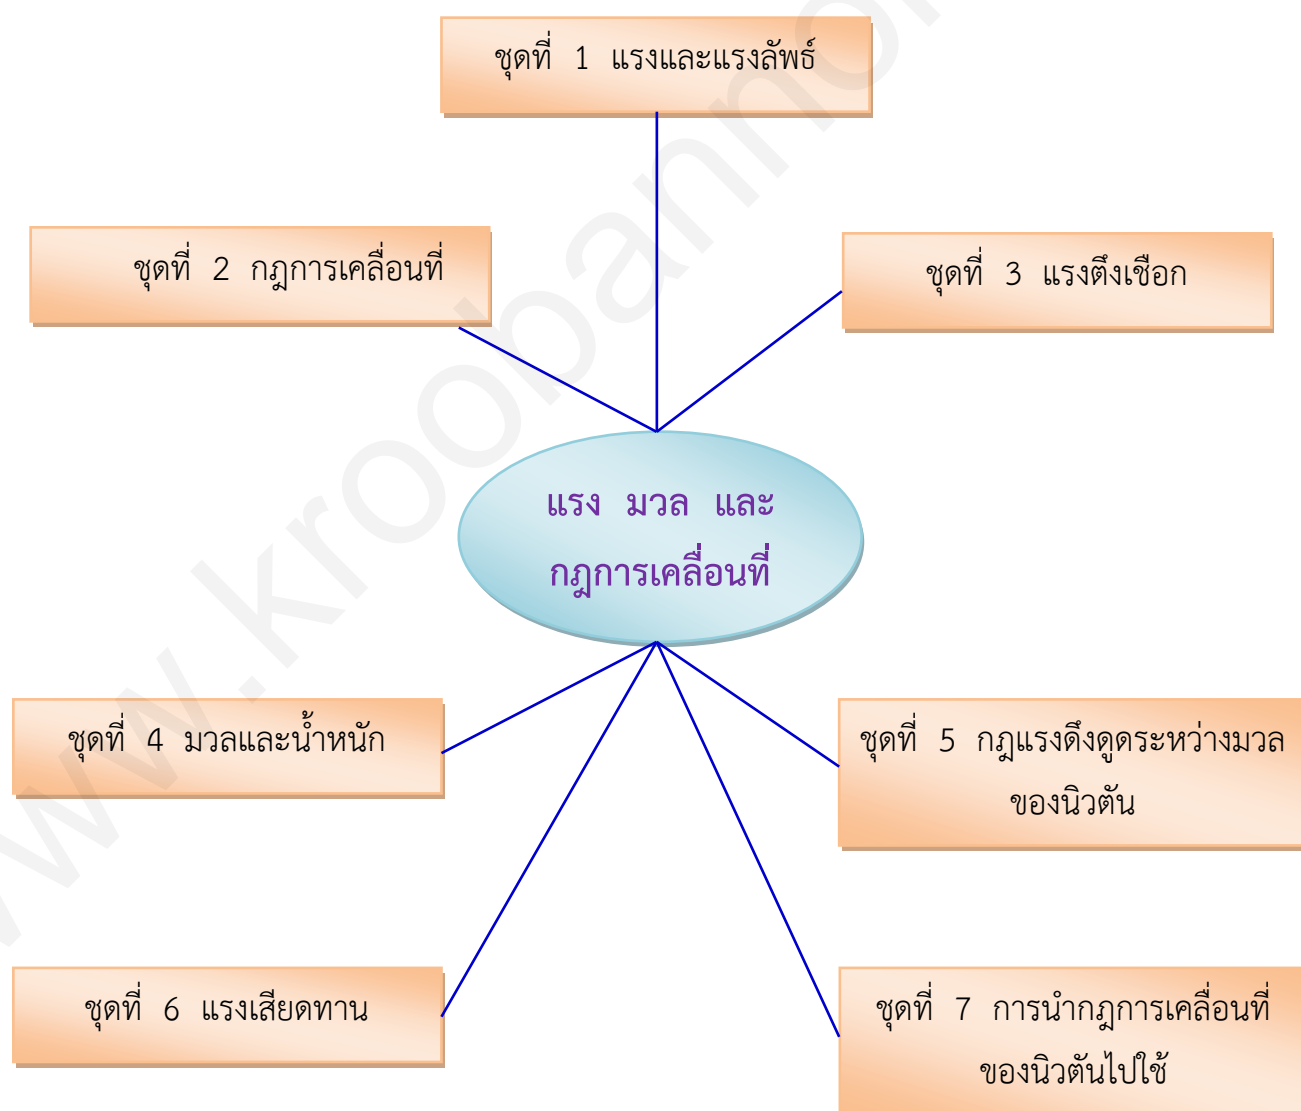 ชุดที่ 1 แรงและแรงลัพธ์
ชุดที่ 2 กฎการเคลื่อนที่
ชุดที่ 3 แรงตึงเชือก
แรง มวล และ
กฎการเคลื่อนที่
ชุดที่ 4 มวลและน้ำหนัก
ชุดที่ 5 กฎแรงดึงดูดระหว่างมวล
ของนิวตัน
ชุดที่ 6 แรงเสียดทาน
ชุดที่ 7 การนำกฎการเคลื่อนที่
ของนิวตันไปใช้